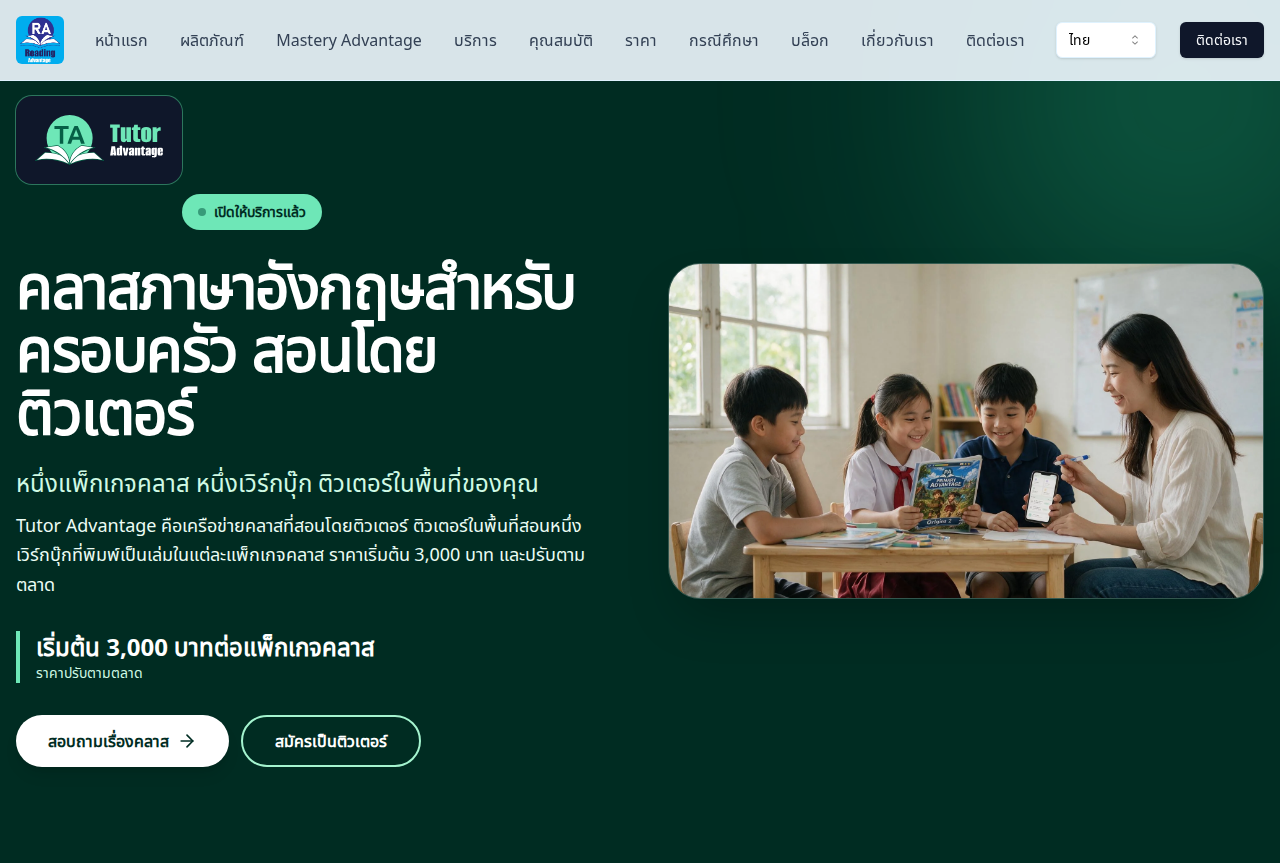 RA
Reading
Advantage
หน้าแรก
ผลิตภัณฑ์
Mastery Advantage
บริการ
คุณสมบัติ
ราคา
กรณีศึกษา
บล็อก
เกี่ยวกับเรา
ติดต่อเรา
ไทย
ติดต่อเรา
TA
Tutor
Advantage
เปิดให้บริการแล้ว
คลาสภาษาอังกฤษสำหรับ
ครอบครัว สอนโดย
ติวเตอร์
หนึ่งแพ็กเกจคลาส หนึ่งเวิร์กบุ๊ก ติวเตอร์ในพื้นที่ของคุณ
Tutor Advantage คือเครือข่ายคลาสที่สอนโดยติวเตอร์ ติวเตอร์ในพื้นที่สอนหนึ่ง
เวิร์กบุ๊กที่พิมพ์เป็นเล่มในแต่ละแพ็กเกจคลาส ราคาเริ่มต้น 3,000 บาท และปรับตาม
ตลาด
เริ่มต้น 3,000 บาทต่อแพ็กเกจคลาส
ราคาปรับตามตลาด
สอบถามเรื่องคลาส
สมัครเป็นติวเตอร์
RA
PRIMARY
ADVANTAGE
Origins 2